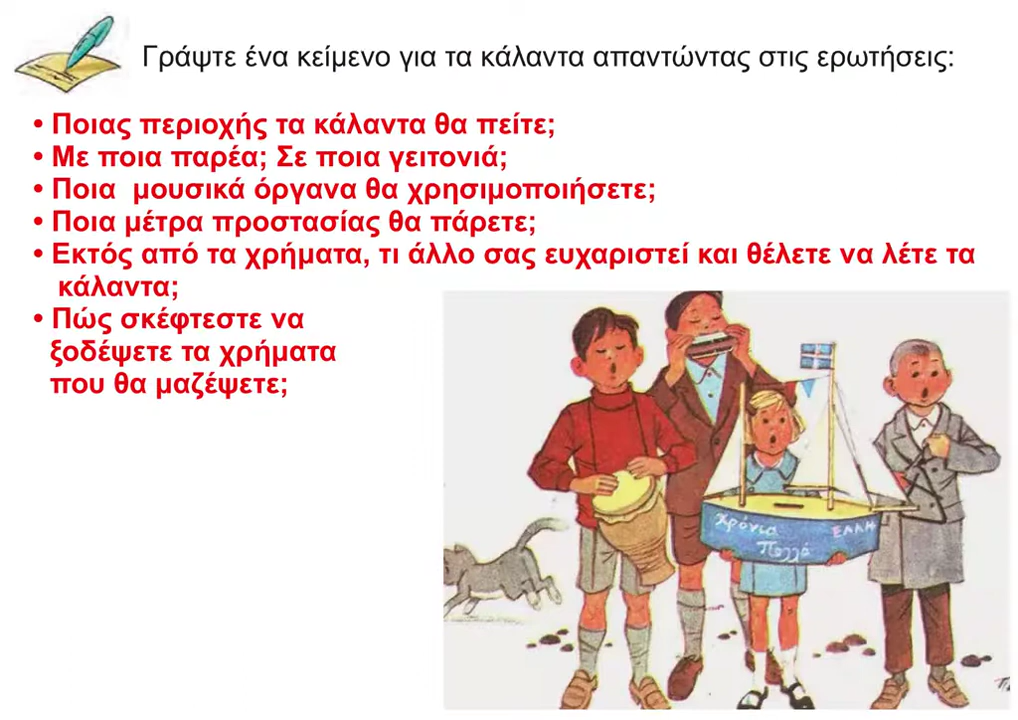 Γράψτε ένα κείμενο για τα κάλαντα απαντώντας στις ερωτήσεις:
• Ποιας περιοχής τα κάλαντα θα πείτε;
• Με ποια παρέα; Σε ποια γειτονιά;
• Ποια μουσικά όργανα θα χρησιμοποιήσετε;
• Ποια μέτρα προστασίας θα πάρετε;
• Εκτός από τα χρήματα, τι άλλο σας ευχαριστεί και θέλετε να λέτε τα
κάλαντα;
• Πώς σκέφτεστε να
ξοδέψετε τα χρήματα
που θα μαζέψετε;
Χρόνια
Πολλά
ΕΛΛΗ